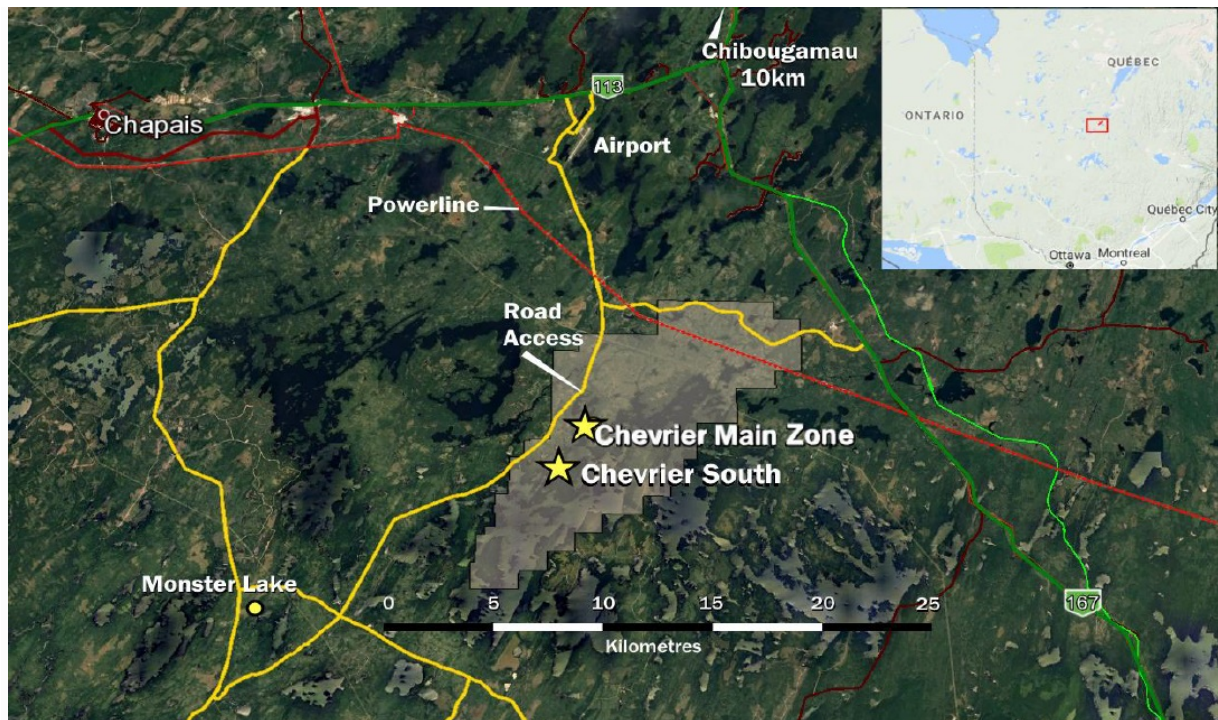 Chibougamau
10km
113
Chapais
Airport
Powerline
Road
Access
Chevrier Main Zone
Chevrier South
Monster Lake
0 5 10 15 20 25
Kilometres
167
QUÉBEC
ONTARIO
Québec City
Ottawa Montreal